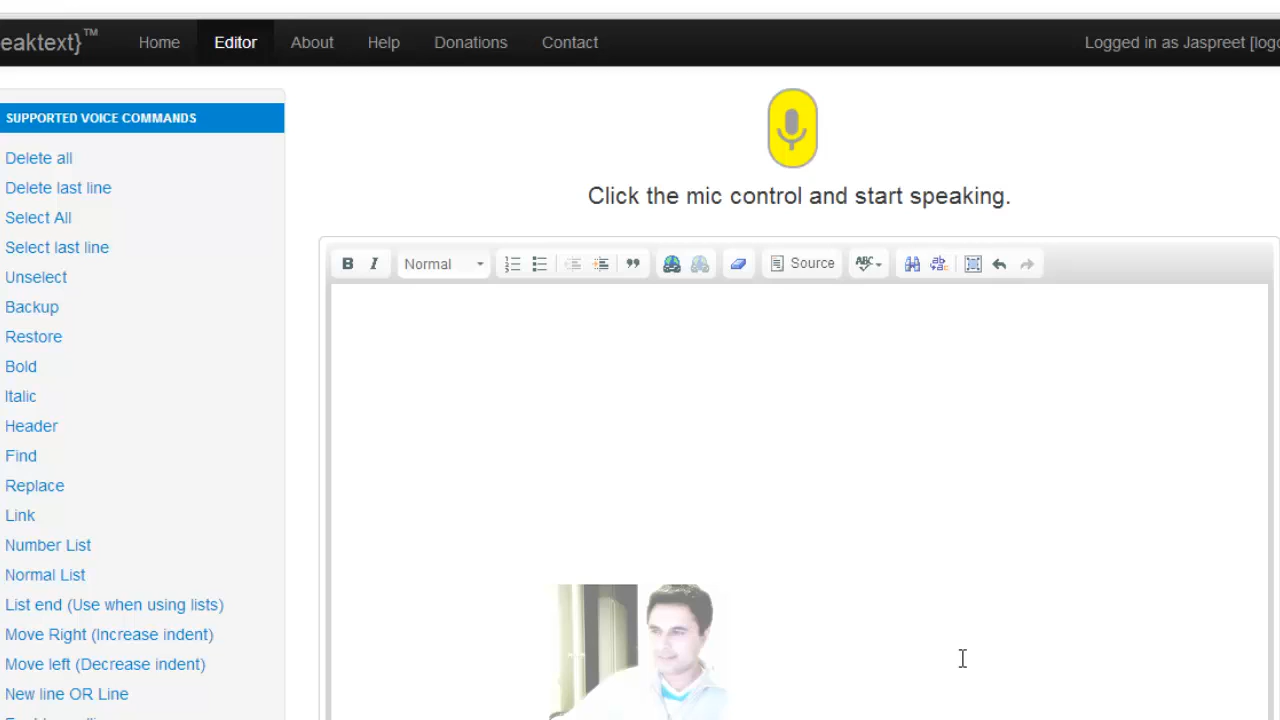 eaktext}™ Home Editor About Help Donations Contact Logged in as Jaspreet [logo
SUPPORTED VOICE COMMANDS
Delete all
Delete last line
Select All
Select last line
Unselect
Backup
Restore
Bold
Italic
Header
Find
Replace
Link
Number List
Normal List
List end (Use when using lists)
Move Right (Increase indent)
Move left (Decrease indent)
New line OR Line
Click the mic control and start speaking.
B I Normal Source ABC